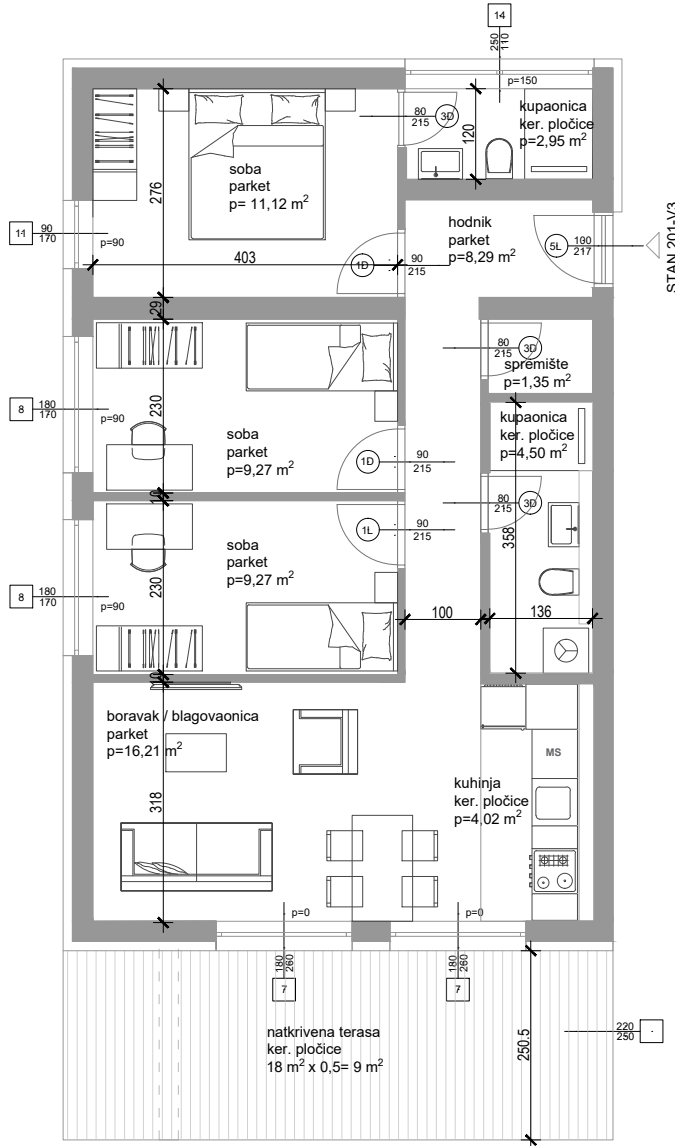 14
250
110
p=150
80
215
3D
kupaonica
ker. pločice
p=2,95 m²
120
soba
parket
p= 11,12 m²
276
11
90
170
p=90
403
1D
90
215
hodnik
parket
p=8,29 m²
5L
100
217
STAN 201-V3
29
80
215
3D
spremište
p=1,35 m²
8
180
170
p=90
230
soba
parket
p=9,27 m²
1D
90
215
kupaonica
ker. pločice
p=4,50 m²
10
80
215
3D
358
1L
90
215
soba
parket
p=9,27 m²
230
8
180
170
p=90
100
136
10
boravak / blagovaonica
parket
p=16,21 m²
318
MS
kuhinja
ker. pločice
p=4,02 m²
p=0
p=0
180
260
7
180
260
7
natkrivena terasa
ker. pločice
18 m² x 0,5= 9 m²
250.5
220
250
-